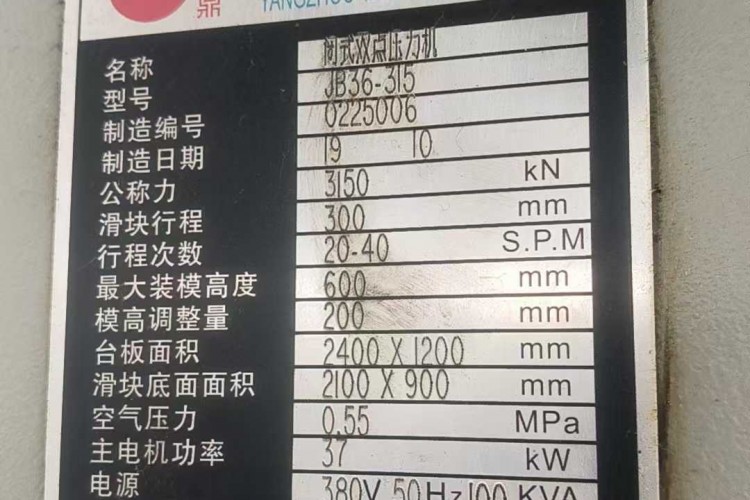 鼎 YANGZHOU
名称 闭式双点压力机
型号 JB36-315
制造编号 0225006
制造日期 19 10
公称力 3150 kN
滑块行程 300 mm
行程次数 20-40 S.P.M
最大装模高度 600 mm
模高调整量 200 mm
台板面积 2400 X 1200 mm
滑块底面面积 2100 X 900 mm
空气压力 0.55 MPa
主电机功率 37 kW
电源 380V 50Hz 100 KVA